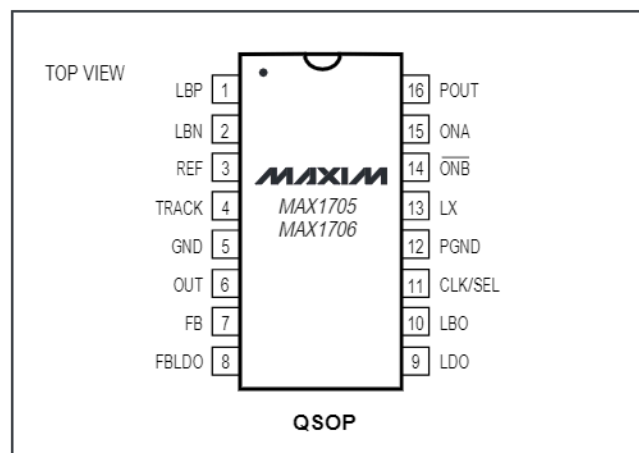 TOP VIEW
LBP 1
LBN 2
REF 3
TRACK 4
GND 5
OUT 6
FB 7
FBLDO 8
MAXIM
MAX1705
MAX1706
16 POUT
15 ONA
14 O̅N̅B̅
13 LX
12 PGND
11 CLK/SEL
10 LBO
9 LDO
QSOP